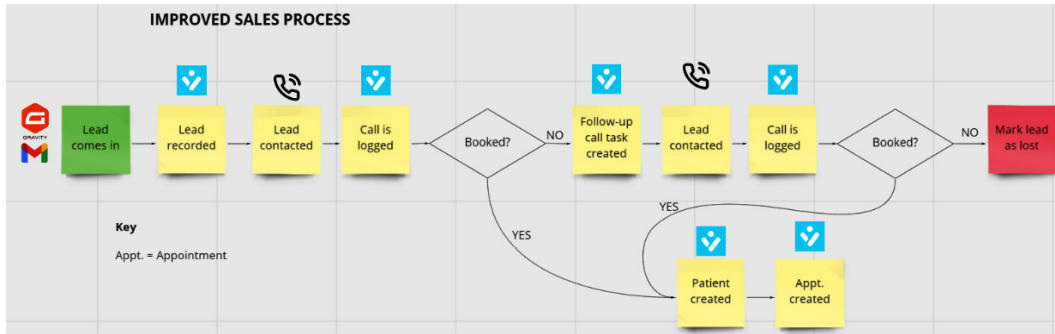 IMPROVED SALES PROCESS
GRAVITY
Lead
comes in
Lead
recorded
Lead
contacted
Call is
logged
Booked?
NO
Follow-up
call task
created
Lead
contacted
Call is
logged
Booked?
NO
Mark lead
as lost
YES
YES
Key
Appt. = Appointment
Patient
created
Appt.
created